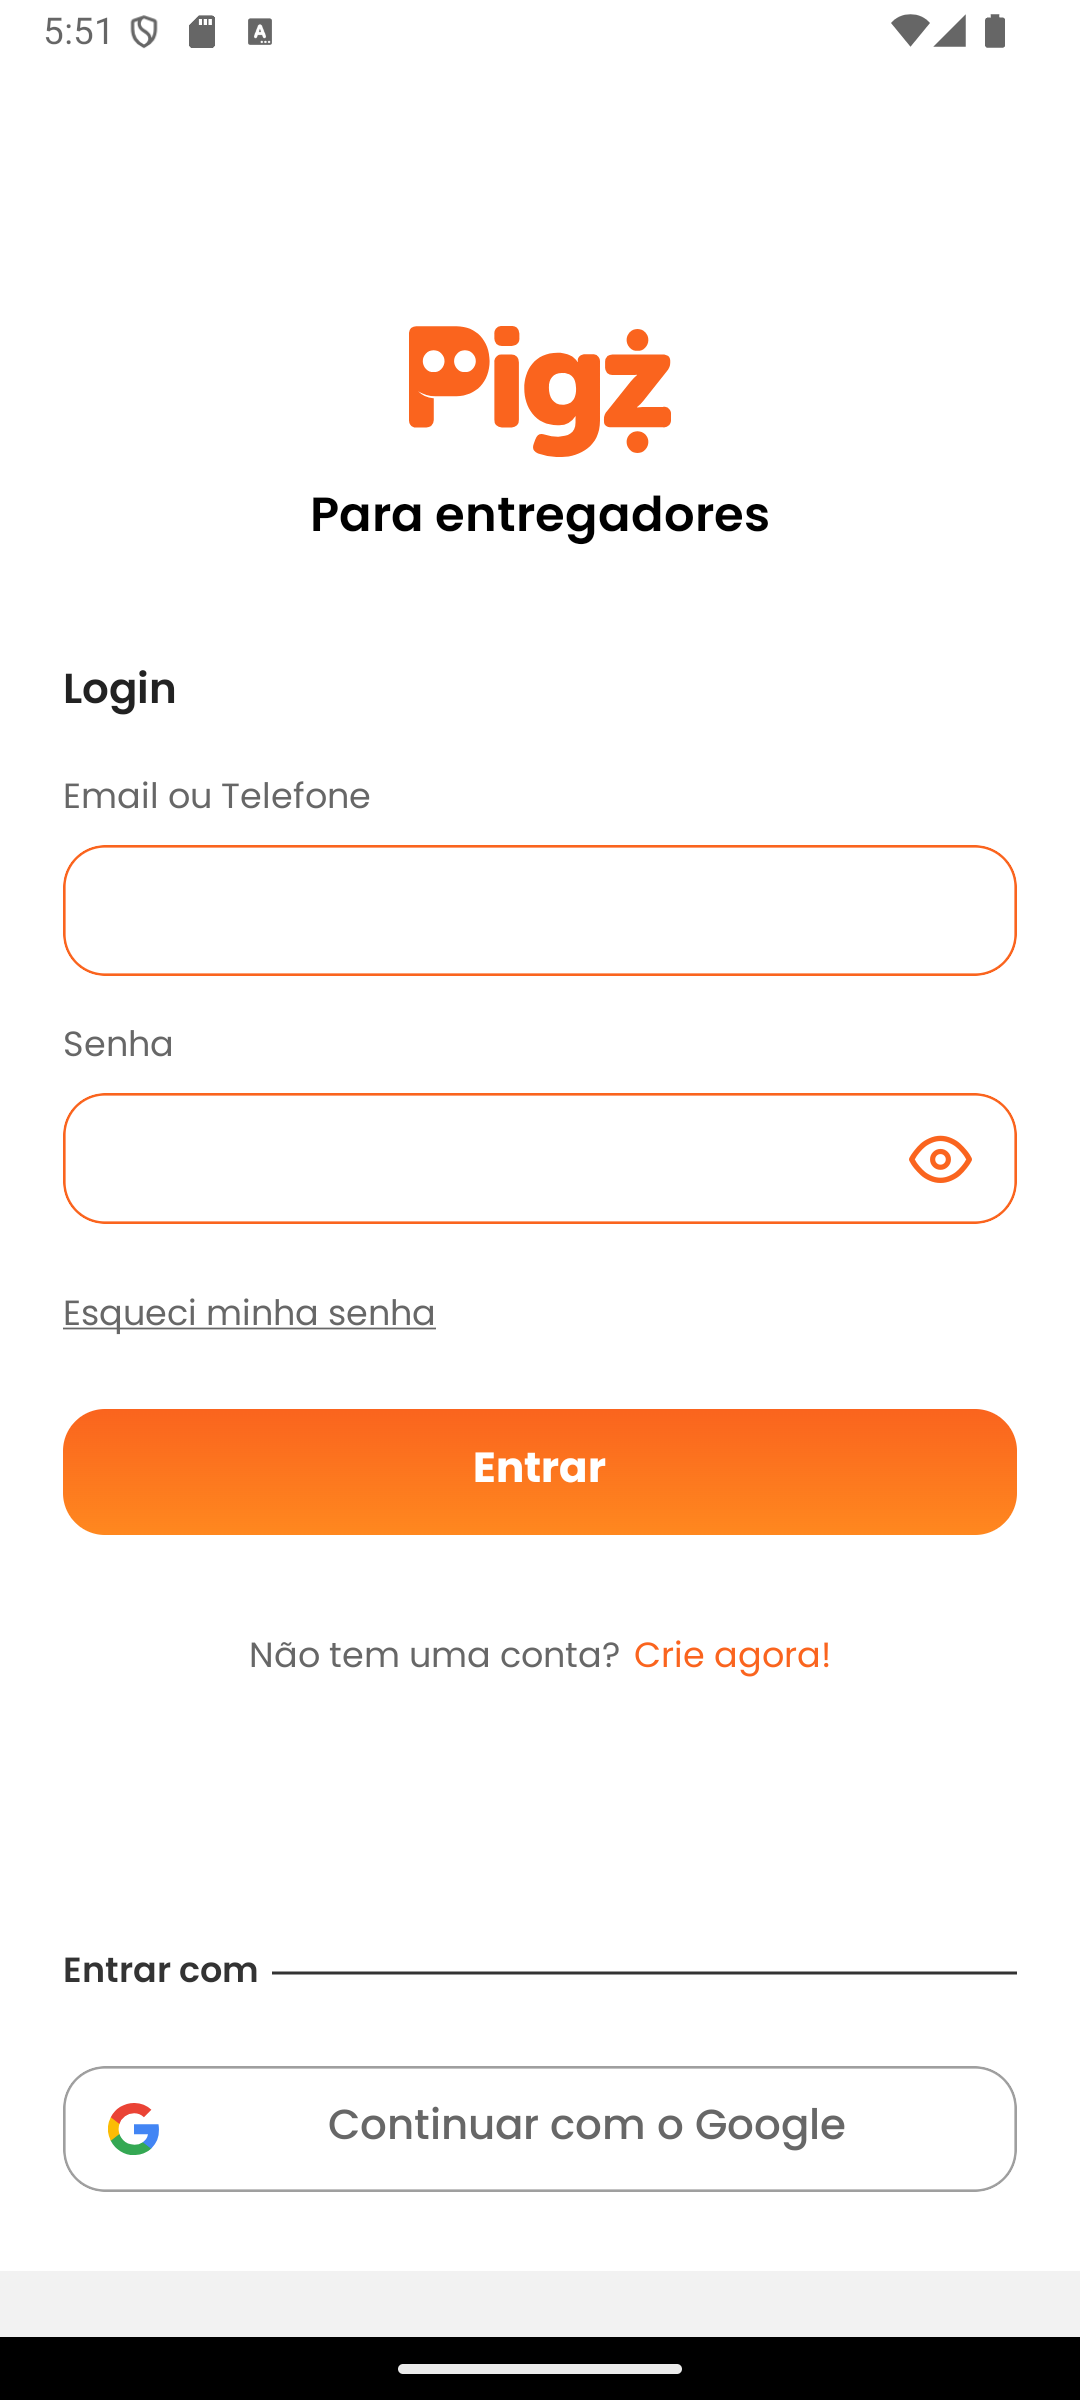 5:51
Pigz
Para entregadores
Login
Email ou Telefone
Senha
Esqueci minha senha
Entrar
Não tem uma conta? Crie agora!
Entrar com
Continuar com o Google